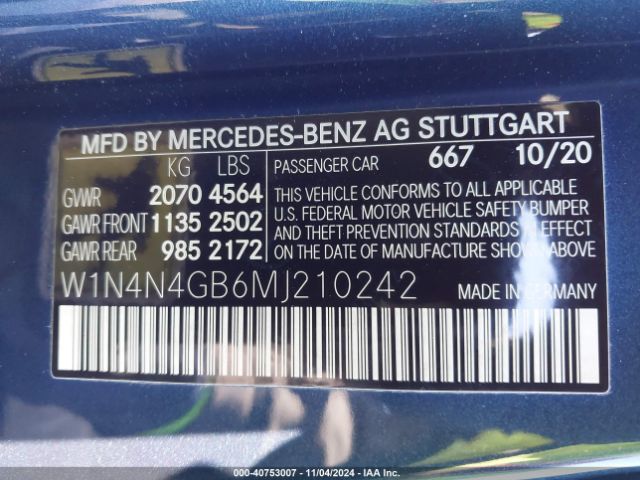 MFD BY MERCEDES-BENZ AG STUTTGART
KG LBS PASSENGER CAR 667 10/20
GVWR 2070 4564
GAWR FRONT 1135 2502
GAWR REAR 985 2172
THIS VEHICLE CONFORMS TO ALL APPLICABLE
U.S. FEDERAL MOTOR VEHICLE SAFETY BUMPER
AND THEFT PREVENTION STANDARDS IN EFFECT
ON THE DATE OF MANUFACTURE SHOWN ABOVE.
W1N4N4GB6MJ210242 MADE IN GERMANY
000-40753007 - 11/04/2024 - IAA Inc.